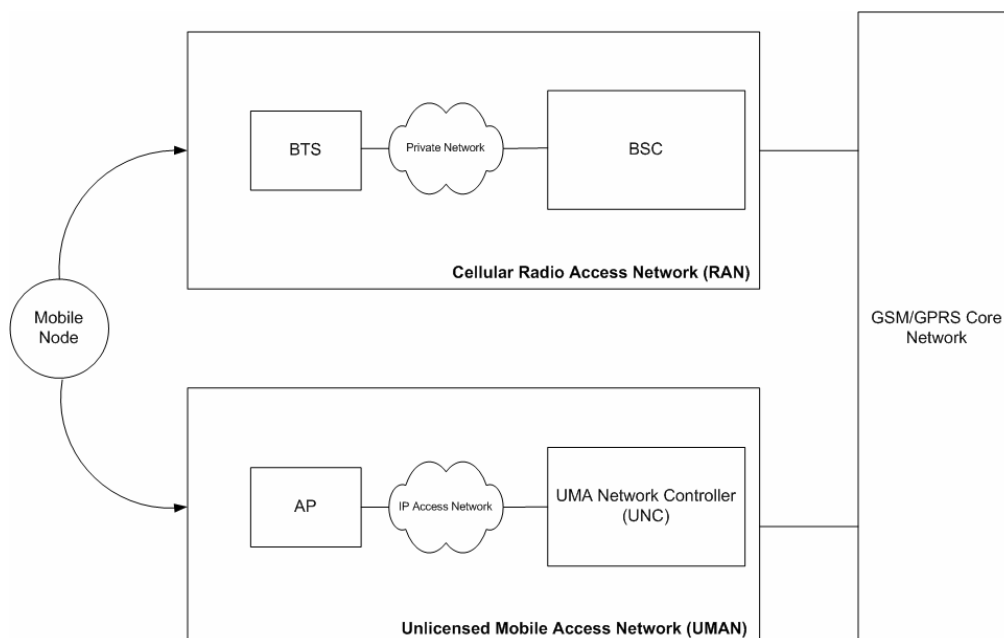 BTS
Private Network
BSC
Cellular Radio Access Network (RAN)
Mobile
Node
GSM/GPRS Core
Network
AP
IP Access Network
UMA Network Controller
(UNC)
Unlicensed Mobile Access Network (UMAN)